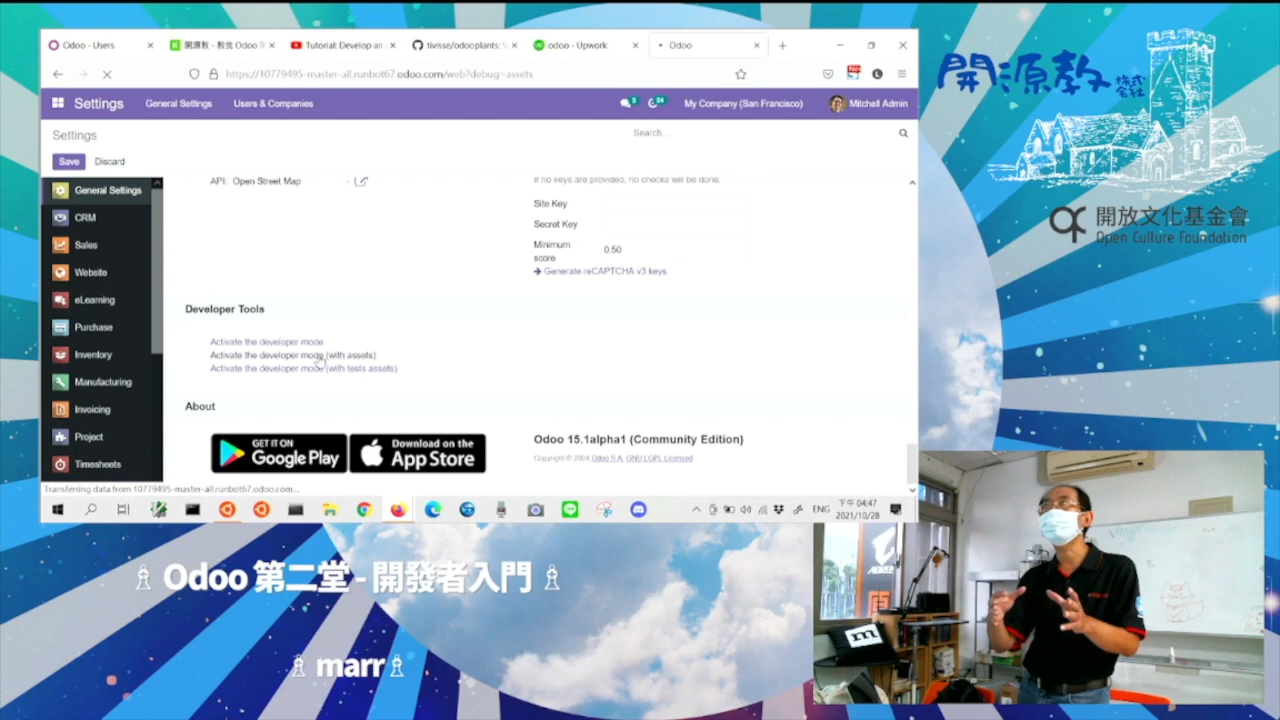 Odoo - Users
開源教 - 教我 Odoo
Tutorial: Develop an
tivisse/odooplants: S
odoo - Upwork
Odoo
https://10779495-master-all.runbot67.odoo.com/web?debug=assets
Settings
General Settings
Users & Companies
5
My Company (San Francisco)
Mitchell Admin
Settings
Search...
Save
Discard
General Settings
CRM
Sales
Website
eLearning
Purchase
Inventory
Manufacturing
Invoicing
Project
Timesheets
API: Open Street Map
If no keys are provided, no checks will be done.
Site Key
Secret Key
Minimum
score
0.50
Generate reCAPTCHA v3 keys
Developer Tools
Activate the developer mode
Activate the developer mode (with assets)
Activate the developer mode (with tests assets)
About
GET IT ON
Google Play
Download on the
App Store
Odoo 15.1alpha1 (Community Edition)
Copyright © 2004 Odoo S.A. GNU LGPL Licensed
Transferring data from 10779495-master-all.runbot67.odoo.com...
ENG
下午 04:47
2021/10/28
開源教 株式会社
開放文化基金會
Open Culture Foundation
Odoo 第二堂 - 開發者入門
marr
m